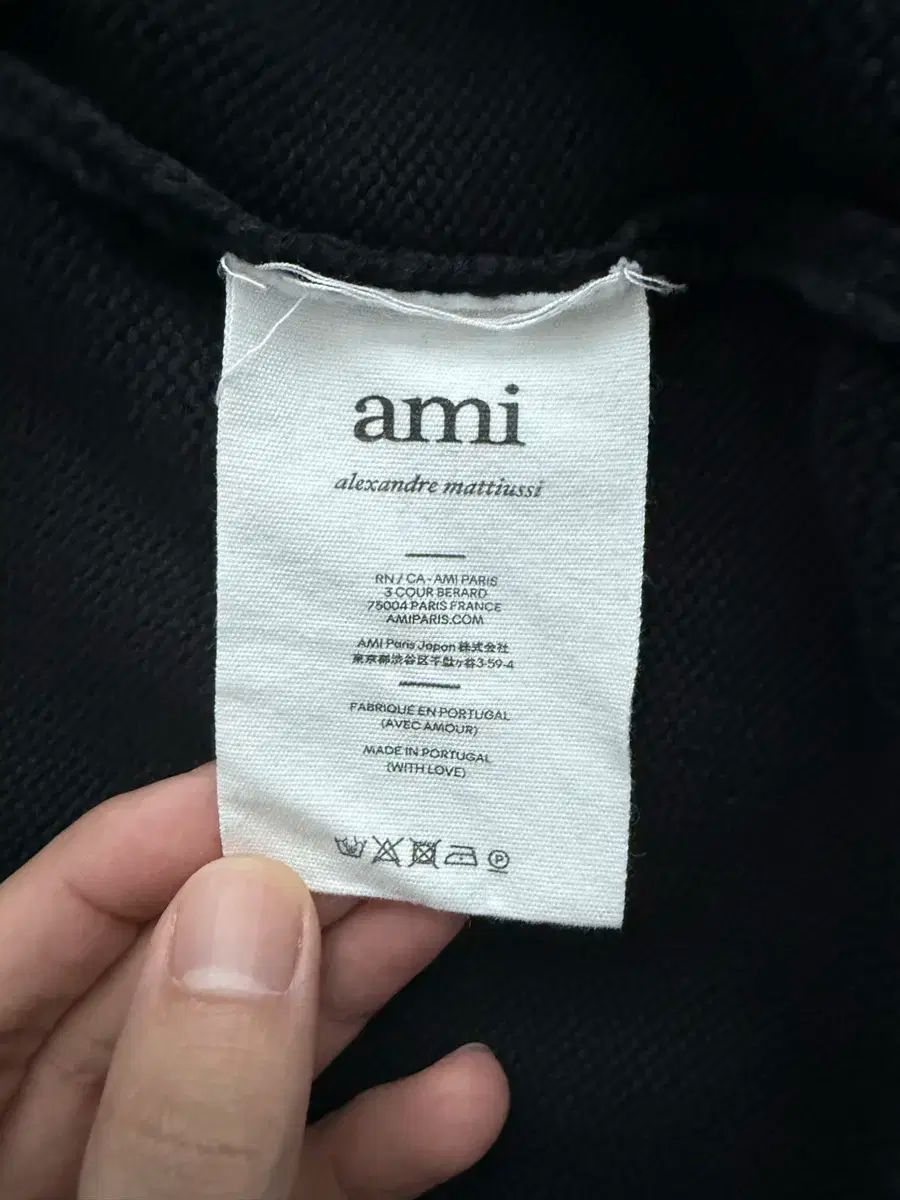 ami
alexandre mattiussi
RN / CA - AMI PARIS
3 COUR BERARD
75004 PARIS FRANCE
AMIPARIS.COM
AMI Paris Japon 株式会社
東京都渋谷区千駄ヶ谷3-59-4
FABRIQUE EN PORTUGAL
(AVEC AMOUR)
MADE IN PORTUGAL
(WITH LOVE)
P